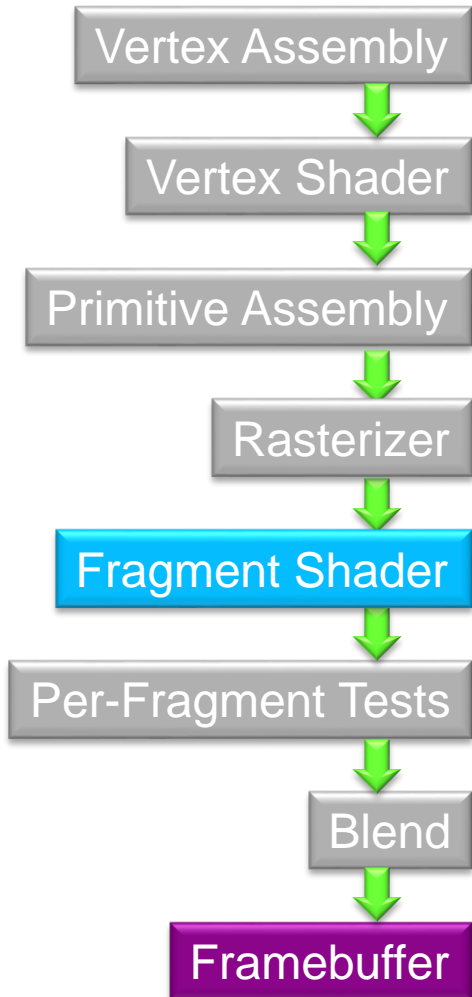 Vertex Assembly
Vertex Shader
Primitive Assembly
Rasterizer
Fragment Shader
Per-Fragment Tests
Blend
Framebuffer